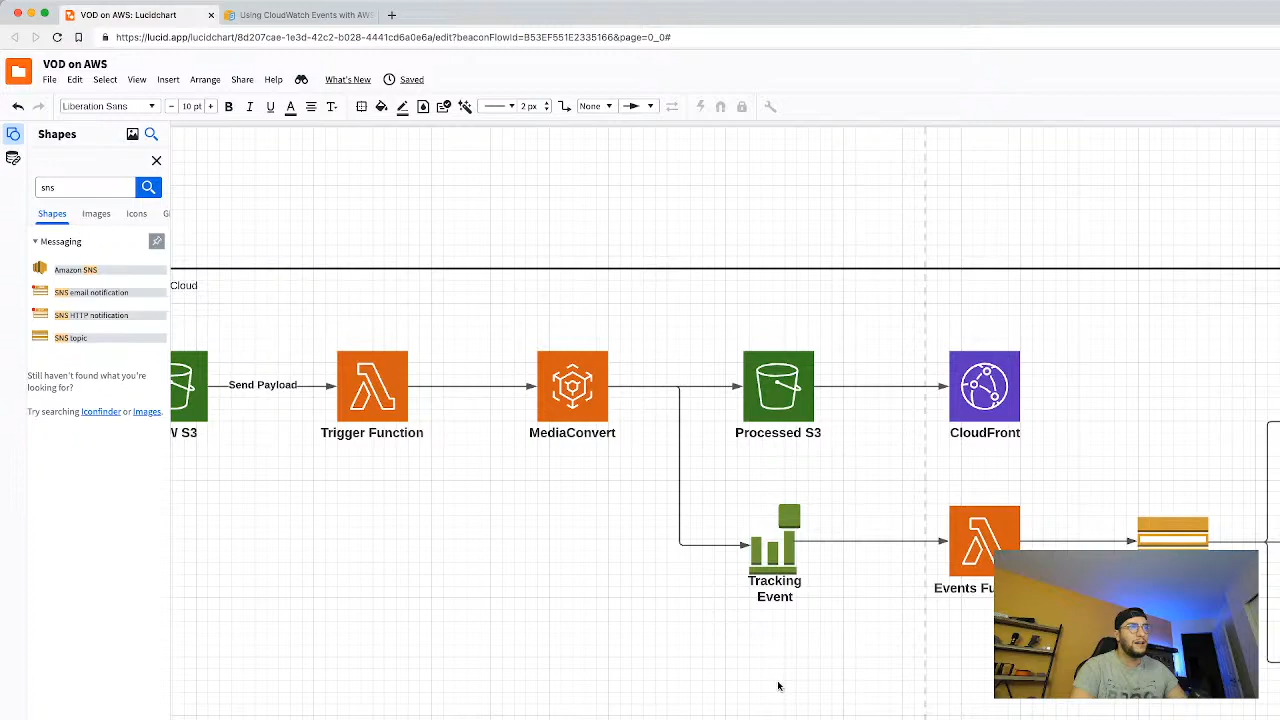 VOD on AWS: Lucidchart
Using CloudWatch Events with AWS
https://lucid.app/lucidchart/8d207cae-1e3d-42c2-b028-4441cd6a0e6a/edit?beaconFlowId=B53EF551E2335166&page=0_0#
VOD on AWS
File Edit Select View Insert Arrange Share Help What's New Saved
Liberation Sans 10 pt B I U A T 2 px None
Shapes
sns
Shapes Images Icons
Messaging
Amazon SNS
SNS email notification
SNS HTTP notification
SNS topic
Still haven't found what you're
looking for?
Try searching Iconfinder or Images.
Cloud
Send Payload
W S3
Trigger Function
MediaConvert
Processed S3
CloudFront
Tracking
Event
Events Fu